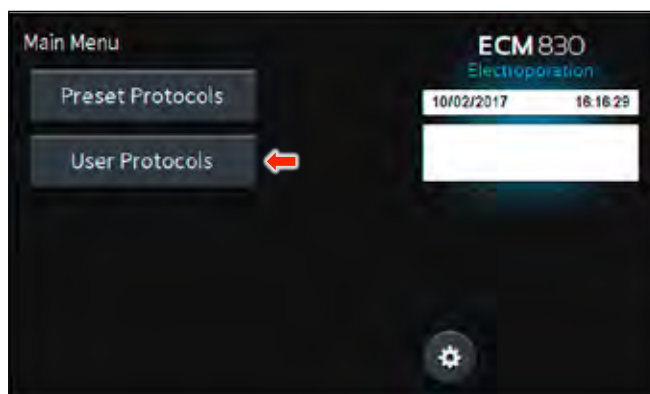 Main Menu
ECM 830
Electroporation
Preset Protocols
10/02/2017 16:16:29
User Protocols